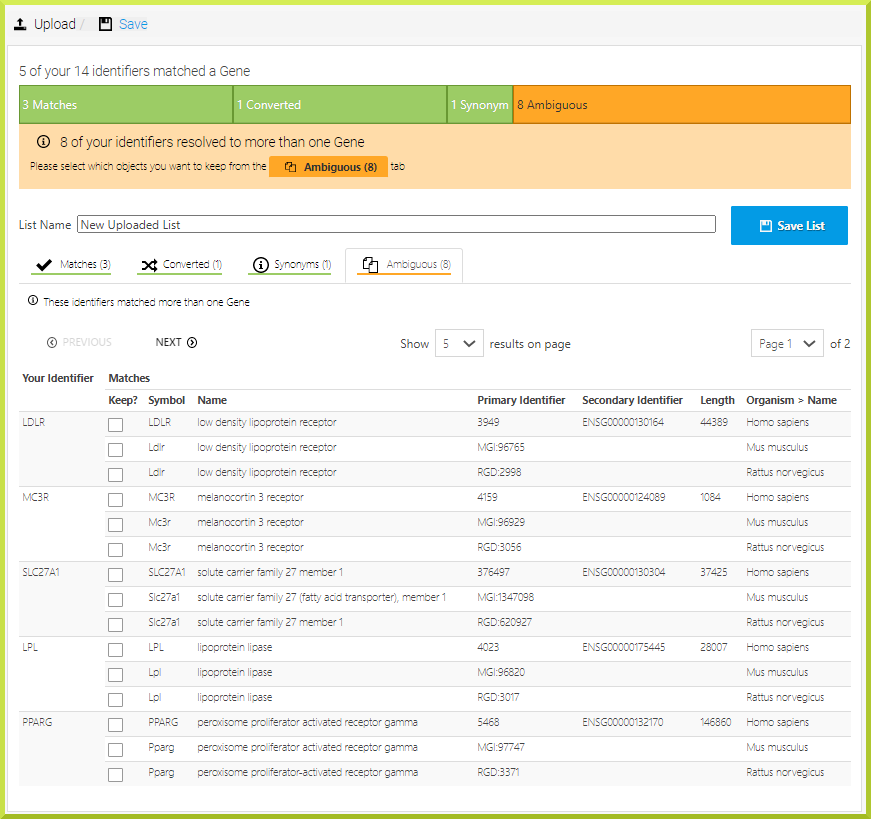 Upload / Save
5 of your 14 identifiers matched a Gene
3 Matches 1 Converted 1 Synonym 8 Ambiguous
8 of your identifiers resolved to more than one Gene
Please select which objects you want to keep from the Ambiguous (8) tab
List Name New Uploaded List Save List
Matches (3) Converted (1) Synonyms (1) Ambiguous (8)
These identifiers matched more than one Gene
PREVIOUS NEXT Show 5 results on page Page 1 of 2
Your Identifier Matches
Keep? Symbol Name Primary Identifier Secondary Identifier Length Organism > Name
LDLR LDLR low density lipoprotein receptor 3949 ENSG00000130164 44389 Homo sapiens
Ldlr low density lipoprotein receptor MGI:96765 Mus musculus
Ldlr low density lipoprotein receptor RGD:2998 Rattus norvegicus
MC3R MC3R melanocortin 3 receptor 4159 ENSG00000124089 1084 Homo sapiens
Mc3r melanocortin 3 receptor MGI:96929 Mus musculus
Mc3r melanocortin 3 receptor RGD:3056 Rattus norvegicus
SLC27A1 SLC27A1 solute carrier family 27 member 1 376497 ENSG00000130304 37425 Homo sapiens
Slc27a1 solute carrier family 27 (fatty acid transporter), member 1 MGI:1347098 Mus musculus
Slc27a1 solute carrier family 27 member 1 RGD:620927 Rattus norvegicus
LPL LPL lipoprotein lipase 4023 ENSG00000175445 28007 Homo sapiens
Lpl lipoprotein lipase MGI:96820 Mus musculus
Lpl lipoprotein lipase RGD:3017 Rattus norvegicus
PPARG PPARG peroxisome proliferator activated receptor gamma 5468 ENSG00000132170 146860 Homo sapiens
Pparg peroxisome proliferator activated receptor gamma MGI:97747 Mus musculus
Pparg peroxisome proliferator-activated receptor gamma RGD:3371 Rattus norvegicus